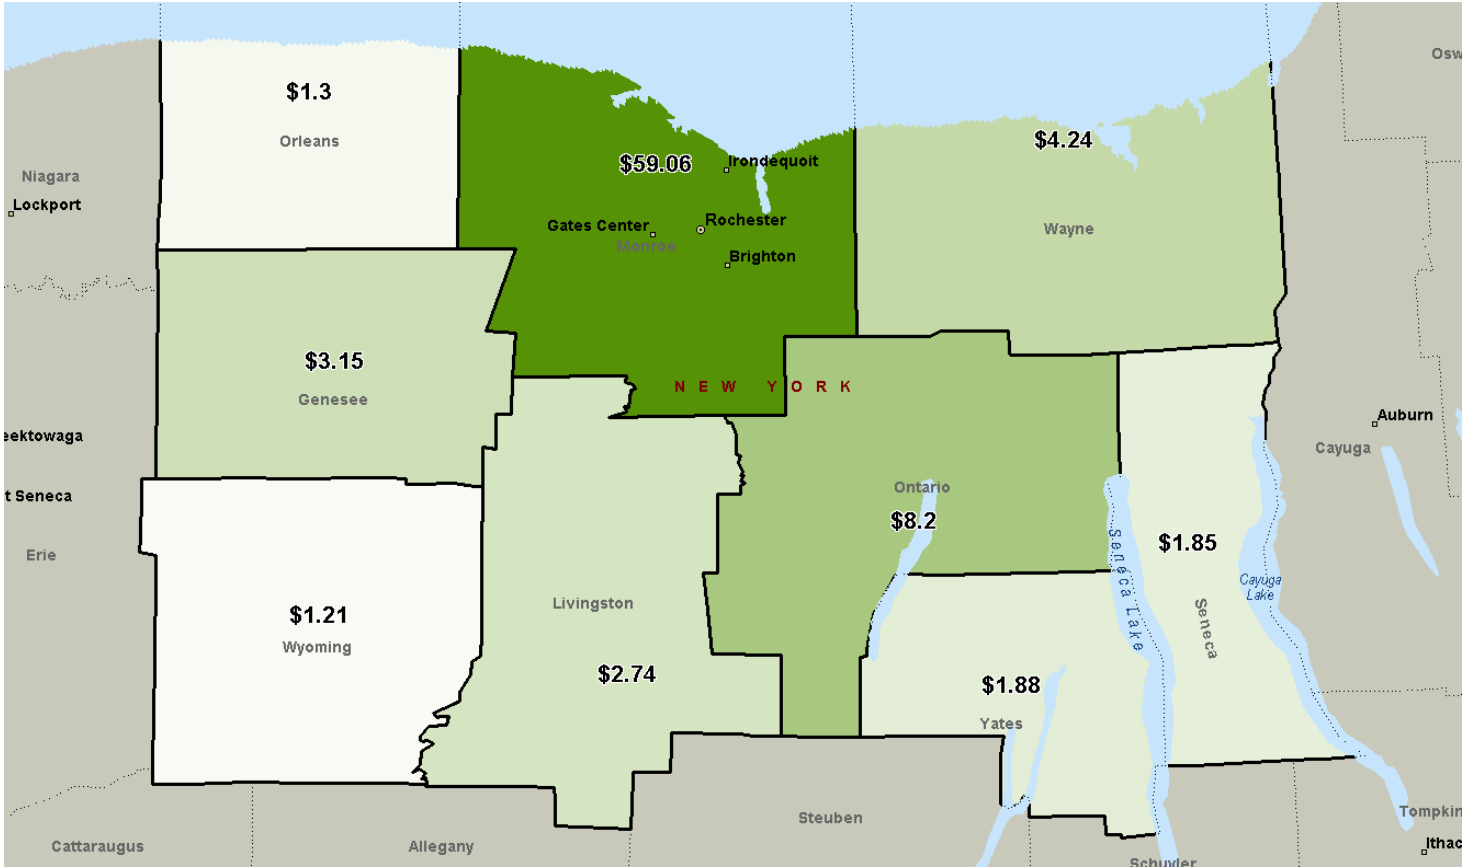 Osw
$1.3
Orleans
$4.24
$59.06
Irondequoit
Niagara
Lockport
Gates Center
Rochester
Monroe
Wayne
Brighton
$3.15
Genesee
NEW YORK
Auburn
eektowaga
Cayuga
Ontario
t Seneca
$8.2
$1.85
Erie
Seneca Lake
Cayuga
Lake
Livingston
$1.21
Seneca
Wyoming
$2.74
$1.88
Yates
Steuben
Tompkin
Cattaraugus
Allegany
Ithac
Schuyler